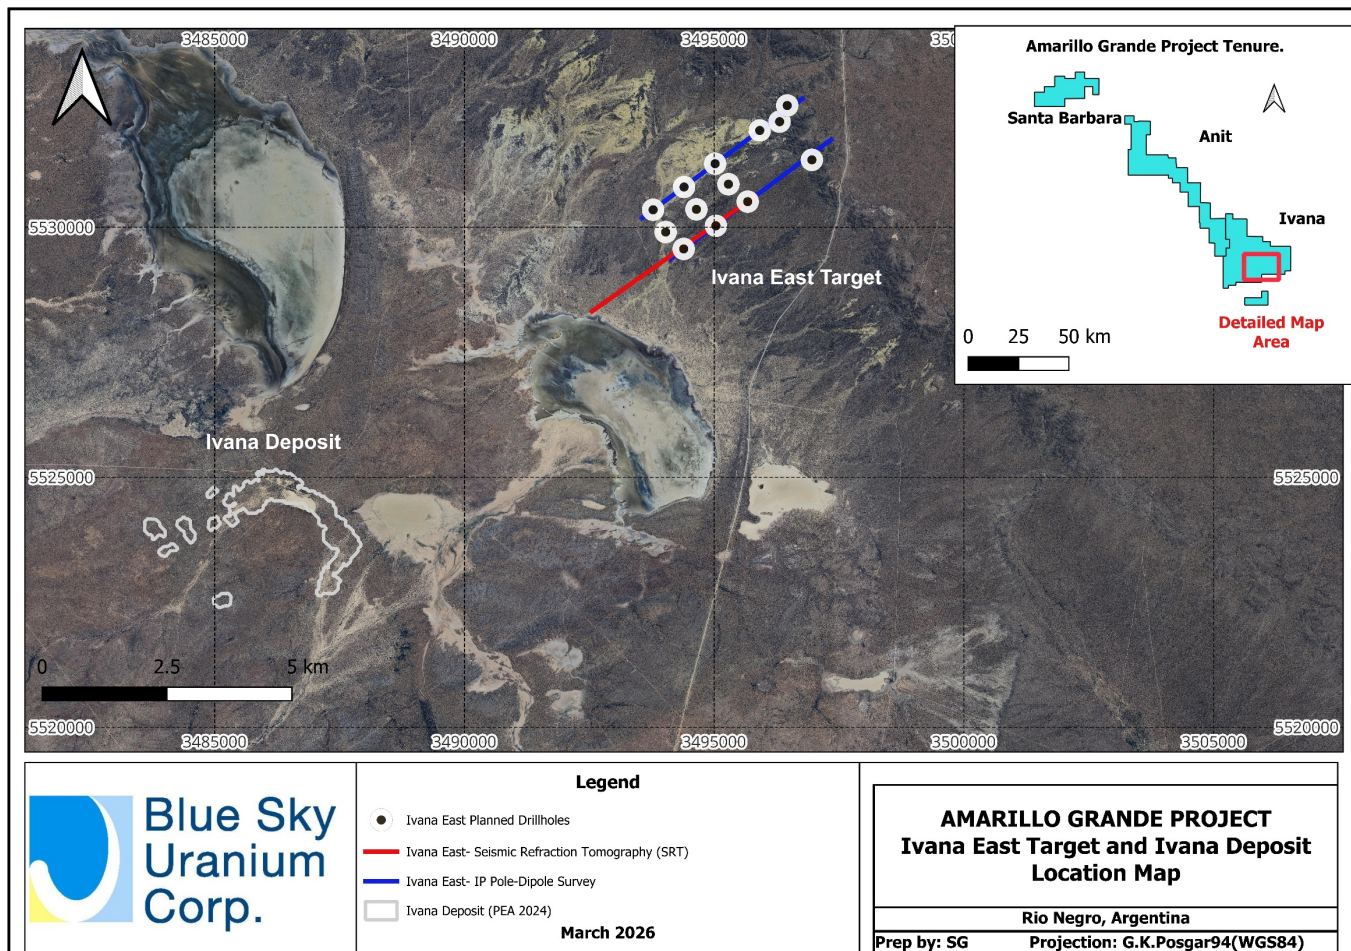 3485000
3490000
3495000
350
Amarillo Grande Project Tenure.
Santa Barbara
Anit
Ivana
Detailed Map
Area
0 25 50 km
5530000
Ivana East Target
Ivana Deposit
5525000
5525000
0 2.5 5 km
5520000
5520000
3485000
3490000
3495000
3500000
3505000
Blue Sky
Uranium
Corp.
Legend
Ivana East Planned Drillholes
Ivana East- Seismic Refraction Tomography (SRT)
Ivana East- IP Pole-Dipole Survey
Ivana Deposit (PEA 2024)
March 2026
AMARILLO GRANDE PROJECT
Ivana East Target and Ivana Deposit
Location Map
Rio Negro, Argentina
Prep by: SG Projection: G.K.Posgar94(WGS84)